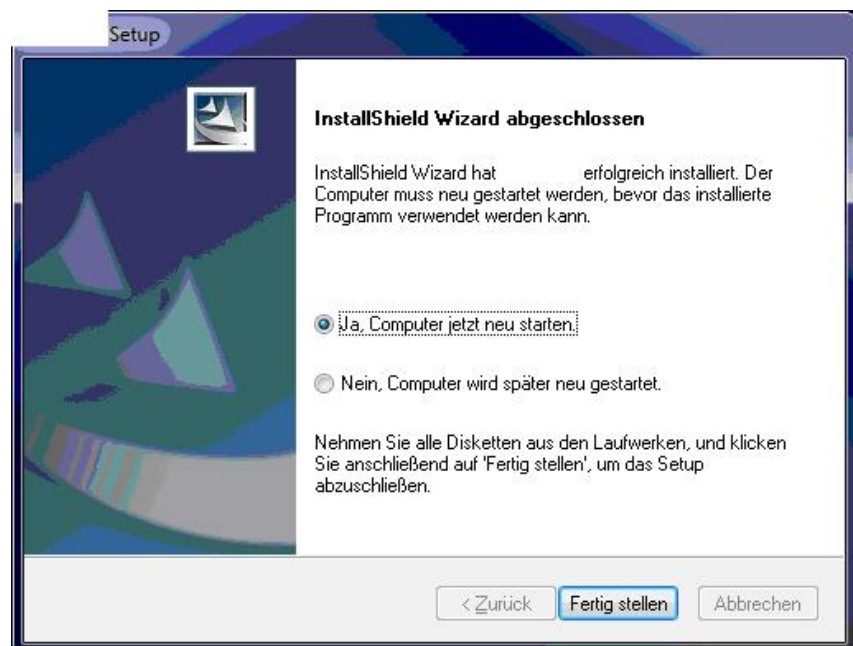 Setup
InstallShield Wizard abgeschlossen
InstallShield Wizard hat erfolgreich installiert. Der
Computer muss neu gestartet werden, bevor das installierte
Programm verwendet werden kann.
Ja, Computer jetzt neu starten.
Nein, Computer wird später neu gestartet.
Nehmen Sie alle Disketten aus den Laufwerken, und klicken
Sie anschließend auf 'Fertig stellen', um das Setup
abzuschließen.
< Zurück Fertig stellen Abbrechen